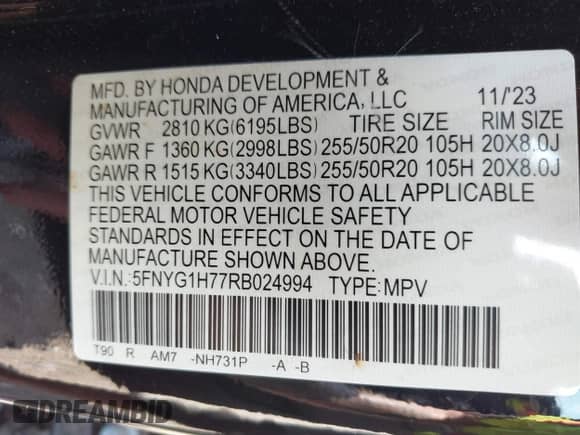 MFD. BY HONDA DEVELOPMENT &
MANUFACTURING OF AMERICA, LLC 11/'23
GVWR 2810 KG(6195LBS) TIRE SIZE RIM SIZE
GAWR F 1360 KG(2998LBS) 255/50R20 105H 20X8.0J
GAWR R 1515 KG(3340LBS) 255/50R20 105H 20X8.0J
THIS VEHICLE CONFORMS TO ALL APPLICABLE
FEDERAL MOTOR VEHICLE SAFETY
STANDARDS IN EFFECT ON THE DATE OF
MANUFACTURE SHOWN ABOVE.
V.I.N.:5FNYG1H77RB024994 TYPE:MPV
T90 R AM7 -NH731P -A -B
DREAMBID